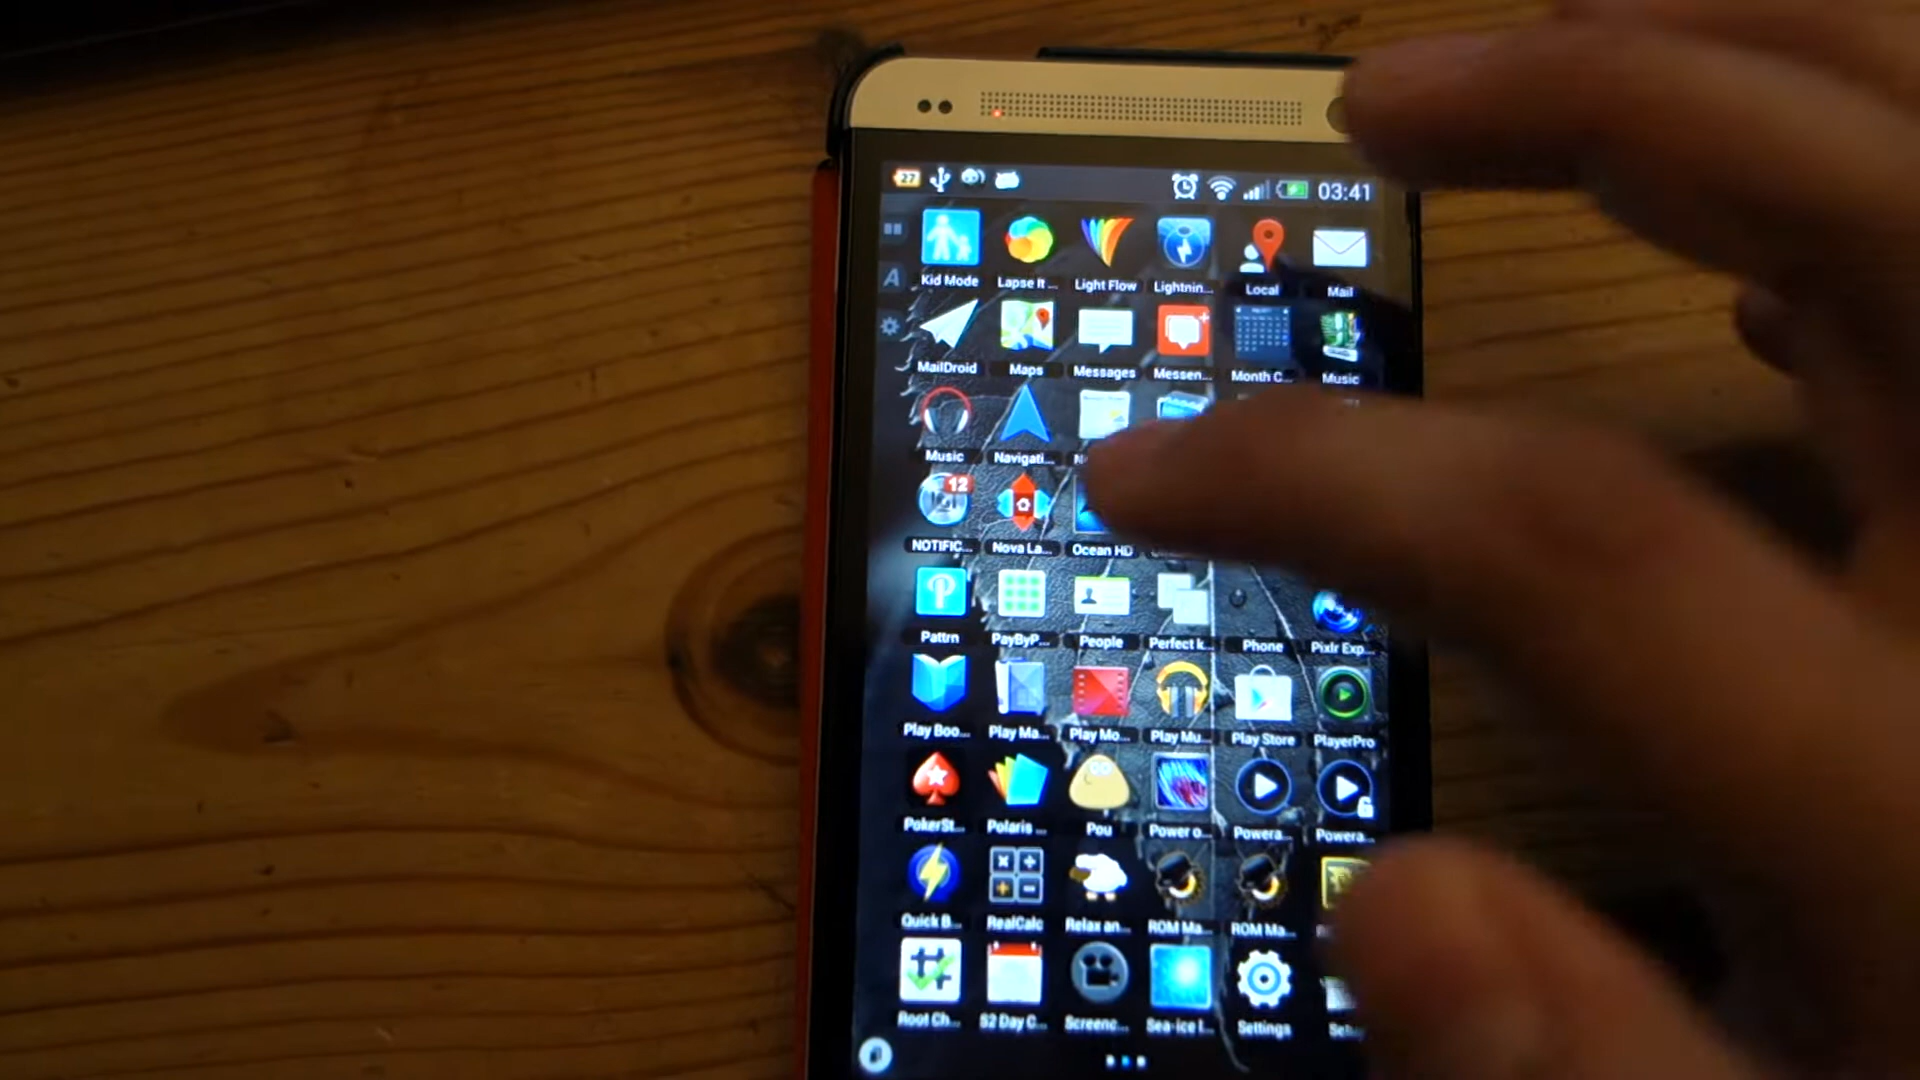 27 03:41
Kid Mode Lapse It ... Light Flow Lightnin... Local Mail
MailDroid Maps Messages Messen... Month C... Music
Music Navigati...
12
NOTIFIC... Nova La... Ocean HD
Pattrn PayByP... People Perfect k... Phone Pixlr Exp...
Play Boo... Play Ma... Play Mo... Play Mu... Play Store PlayerPro
PokerSt... Polaris ... Pou Power o... Powera... Powera...
Quick B... RealCalc Relax an... ROM Ma... ROM Ma...
Root Ch... S2 Day C... Screenc... Sea-ice l... Settings